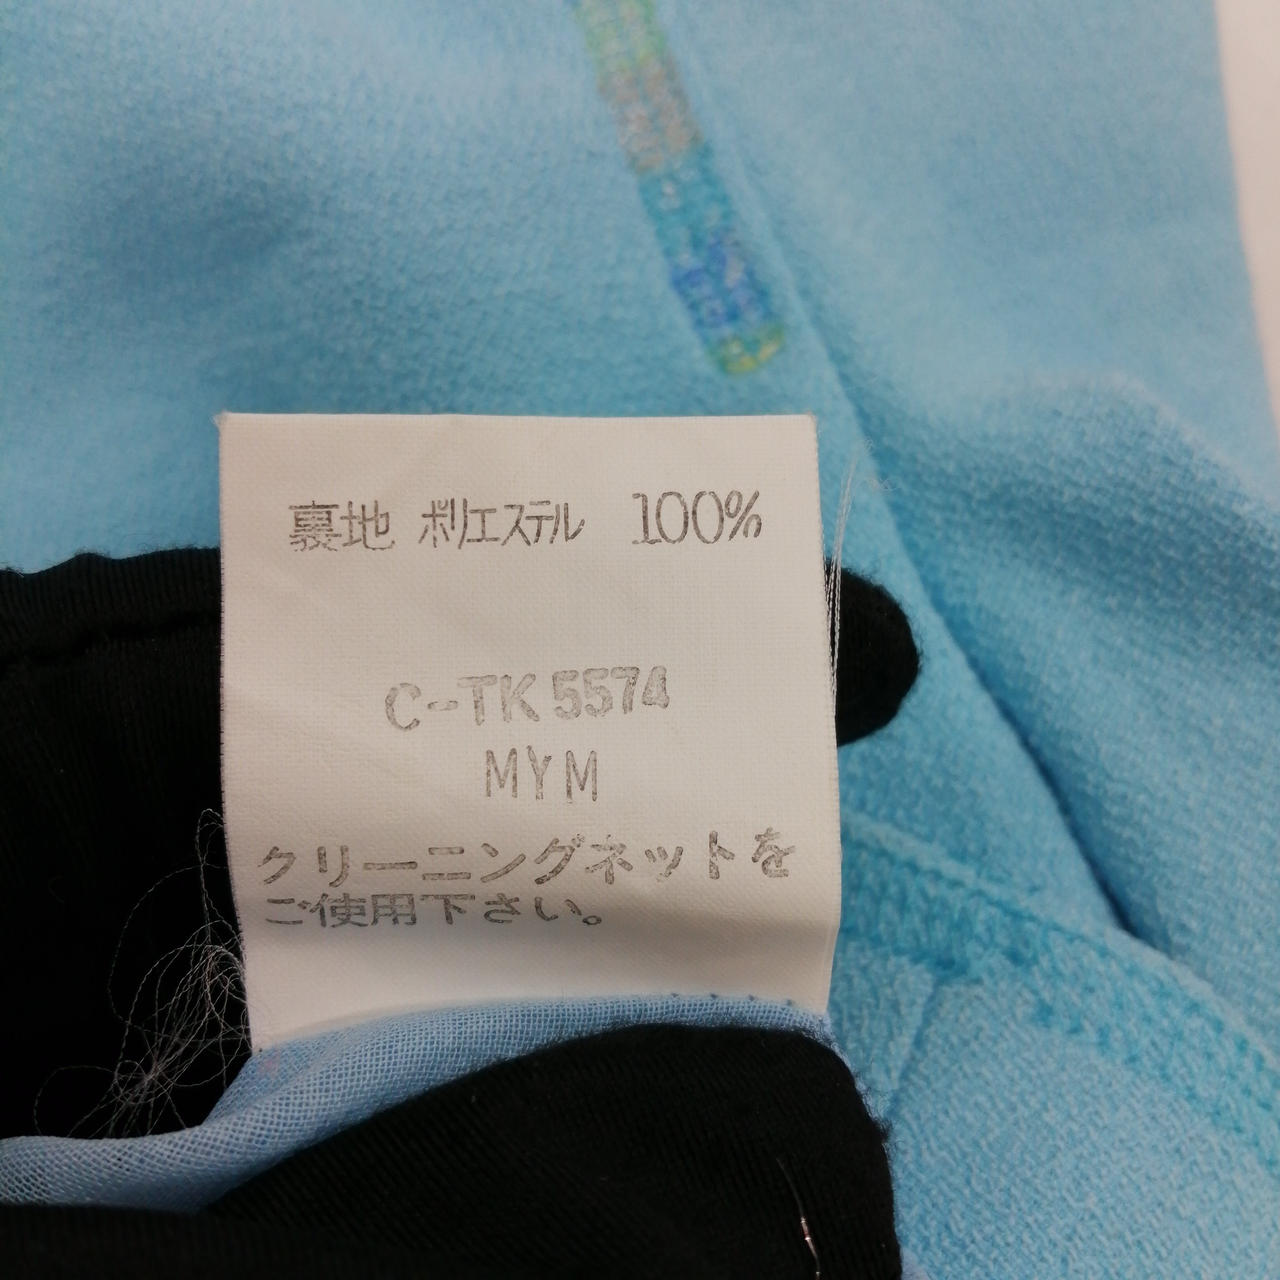 裏地 ポリエステル 100%
C-TK 5574
MYM
クリーニングネットを
ご使用下さい。